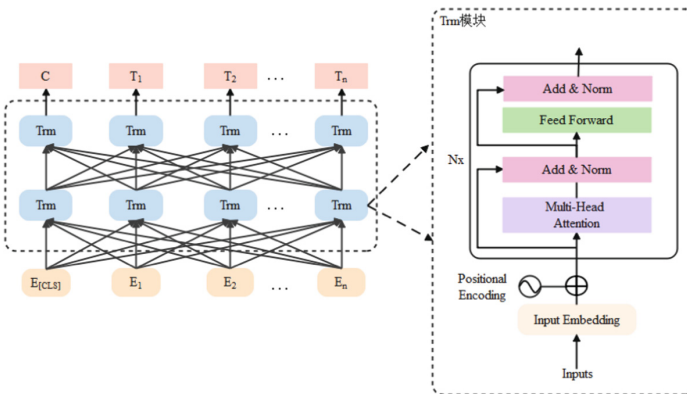 Trm模块
C T1 T2 ... Tn
Trm Trm Trm ... Trm
Trm Trm Trm ... Trm
E[CLS] E1 E2 ... En
Add & Norm
Feed Forward
Nx
Add & Norm
Multi-Head
Attention
Positional
Encoding
Input Embedding
Inputs